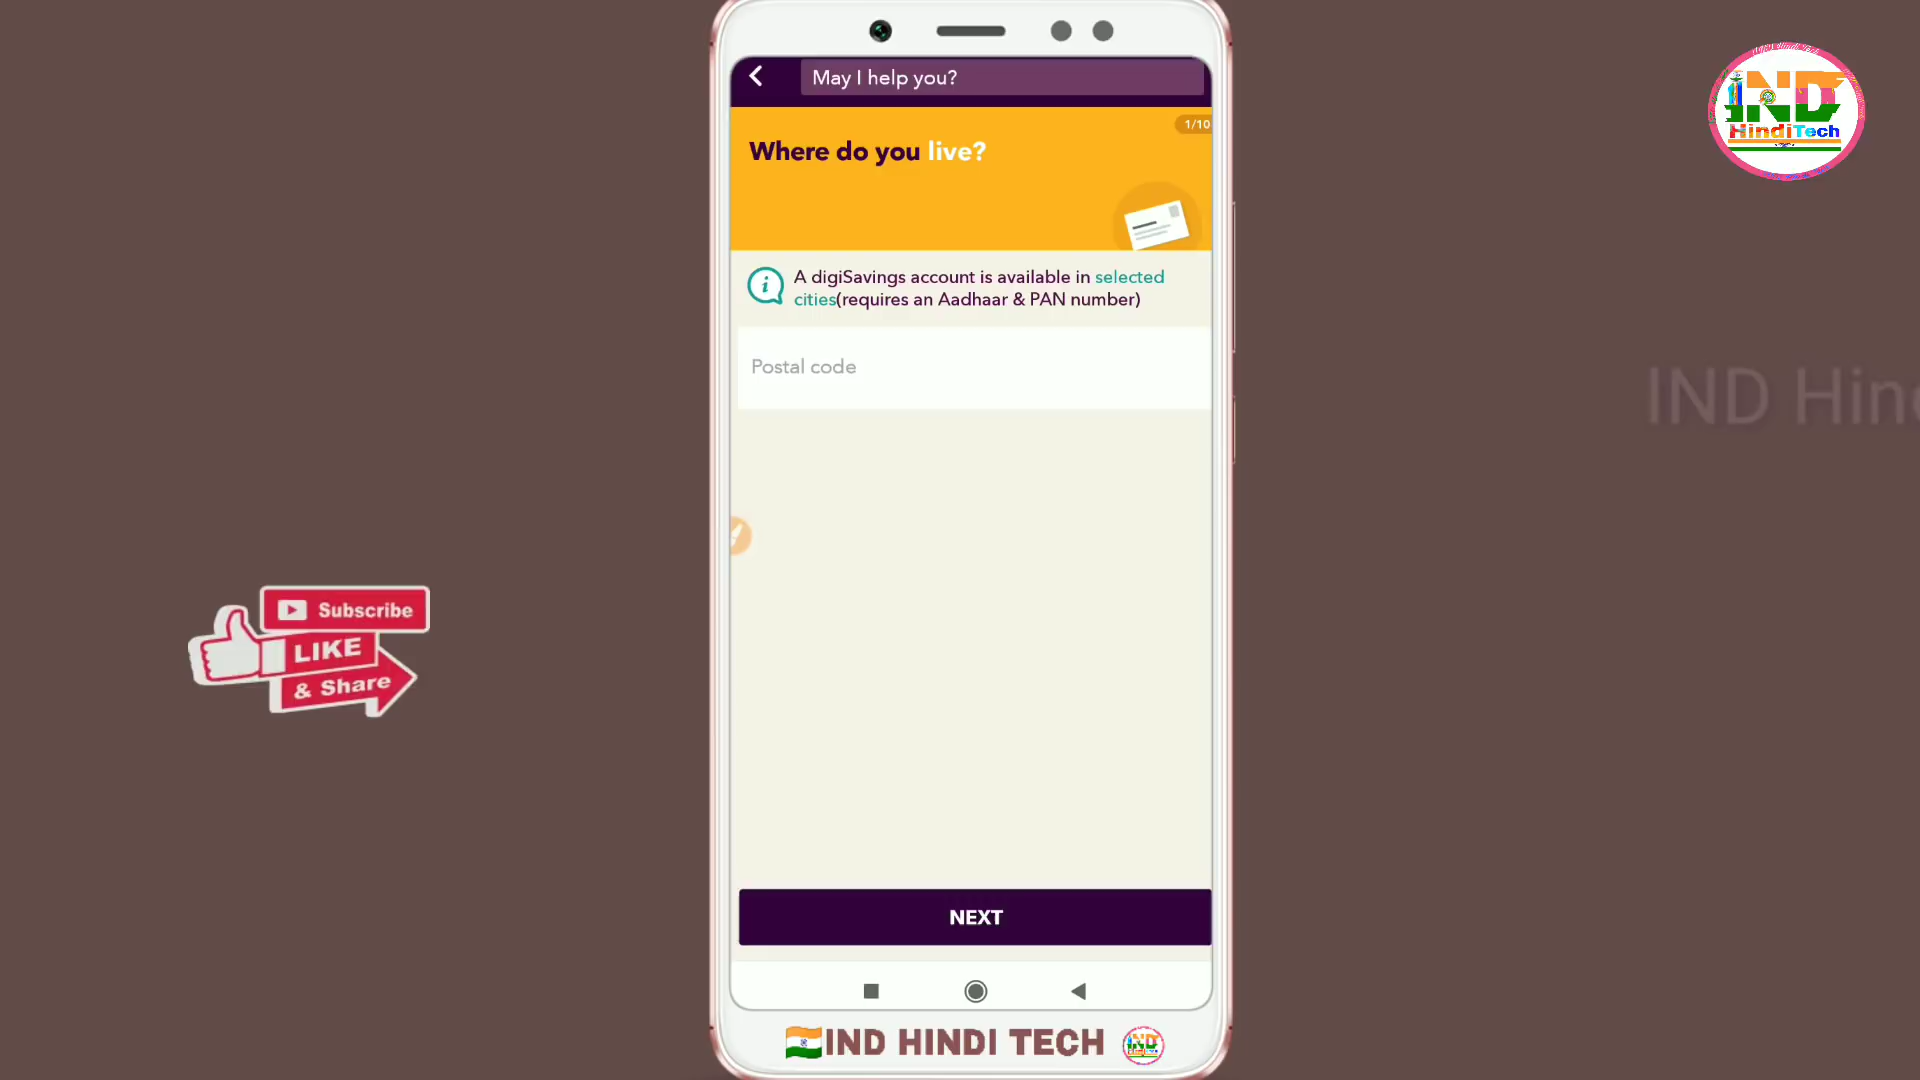 May I help you?
1/10
Where do you live?
A digiSavings account is available in selected
cities(requires an Aadhaar & PAN number)
Postal code
NEXT
IND HINDI TECH
IND
HindiTech
IND
Subscribe
LIKE
& Share